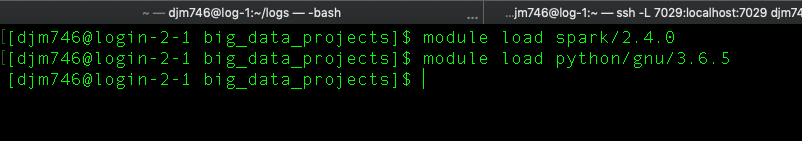 ~ — djm746@log-1:~/logs — -bash
...
...jm746@log-1:~ — ssh -L 7029:localhost:7029 djm74
[[djm746@login-2-1 big_data_projects]$ module load spark/2.4.0
[[djm746@login-2-1 big_data_projects]$ module load python/gnu/3.6.5
[djm746@login-2-1 big_data_projects]$